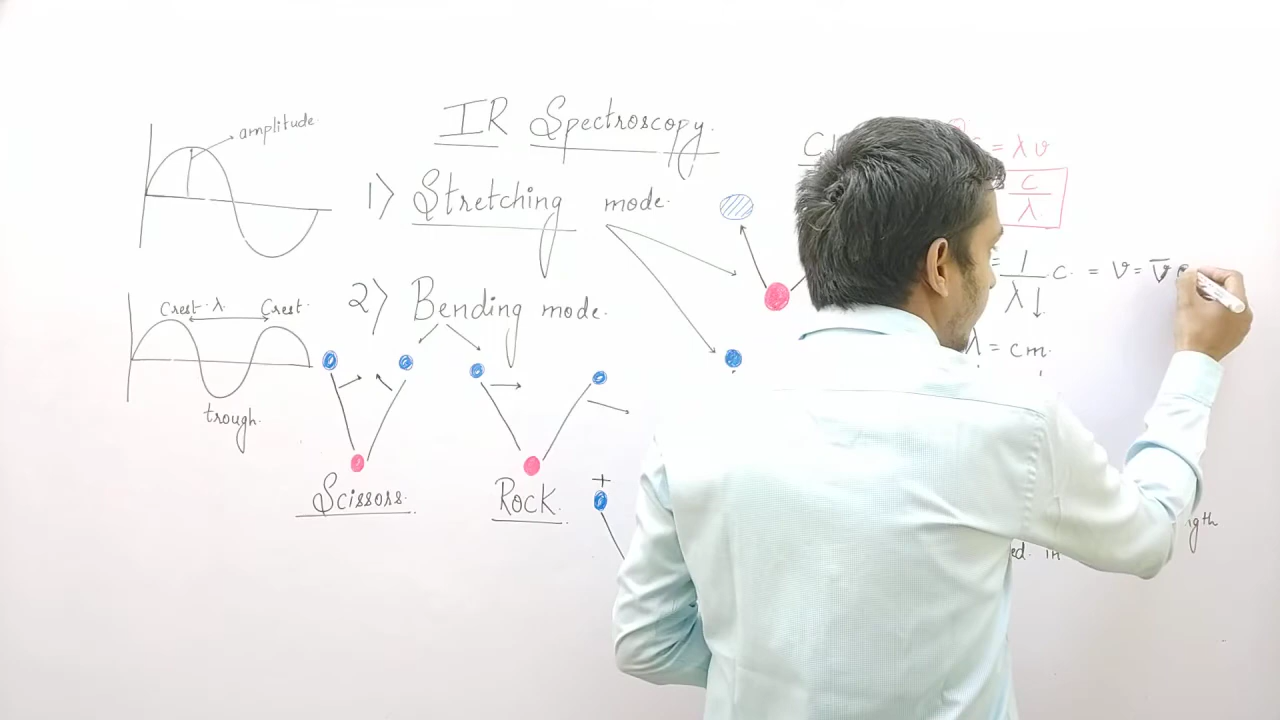 amplitude
IR Spectroscopy.
= λν
1) Stretching mode.
c/λ
Crest. λ Crest.
2) Bending mode.
= 1/λ c. = ν = ν̅
λ = cm.
trough.
Scissors.
Rock.
+